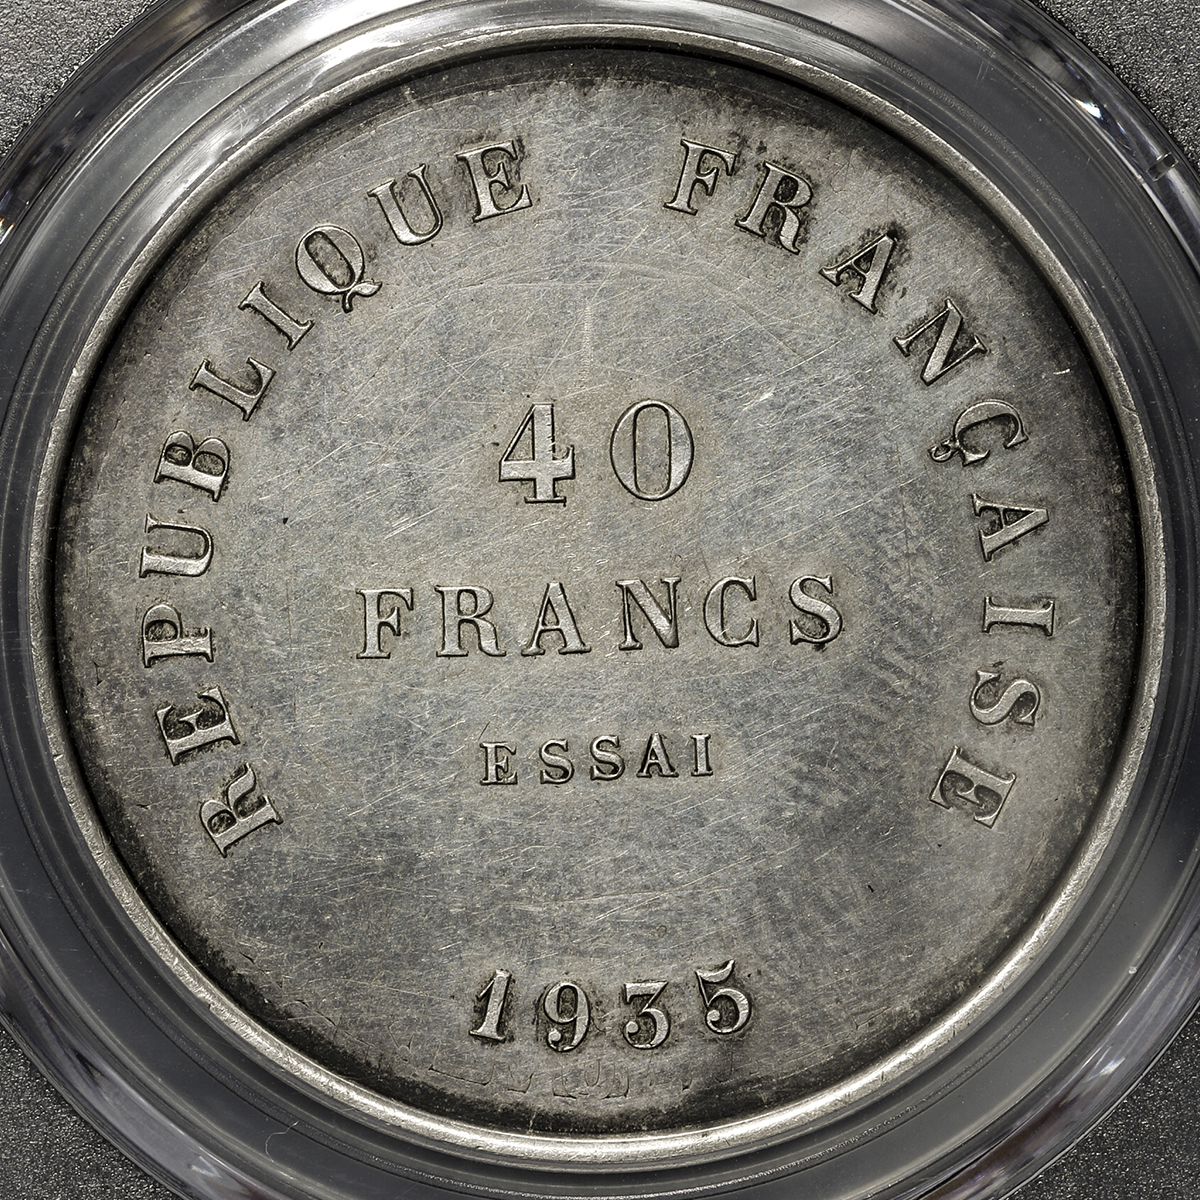 REPUBLIQUE FRANÇAISE
40
FRANCS
ESSAI
1935